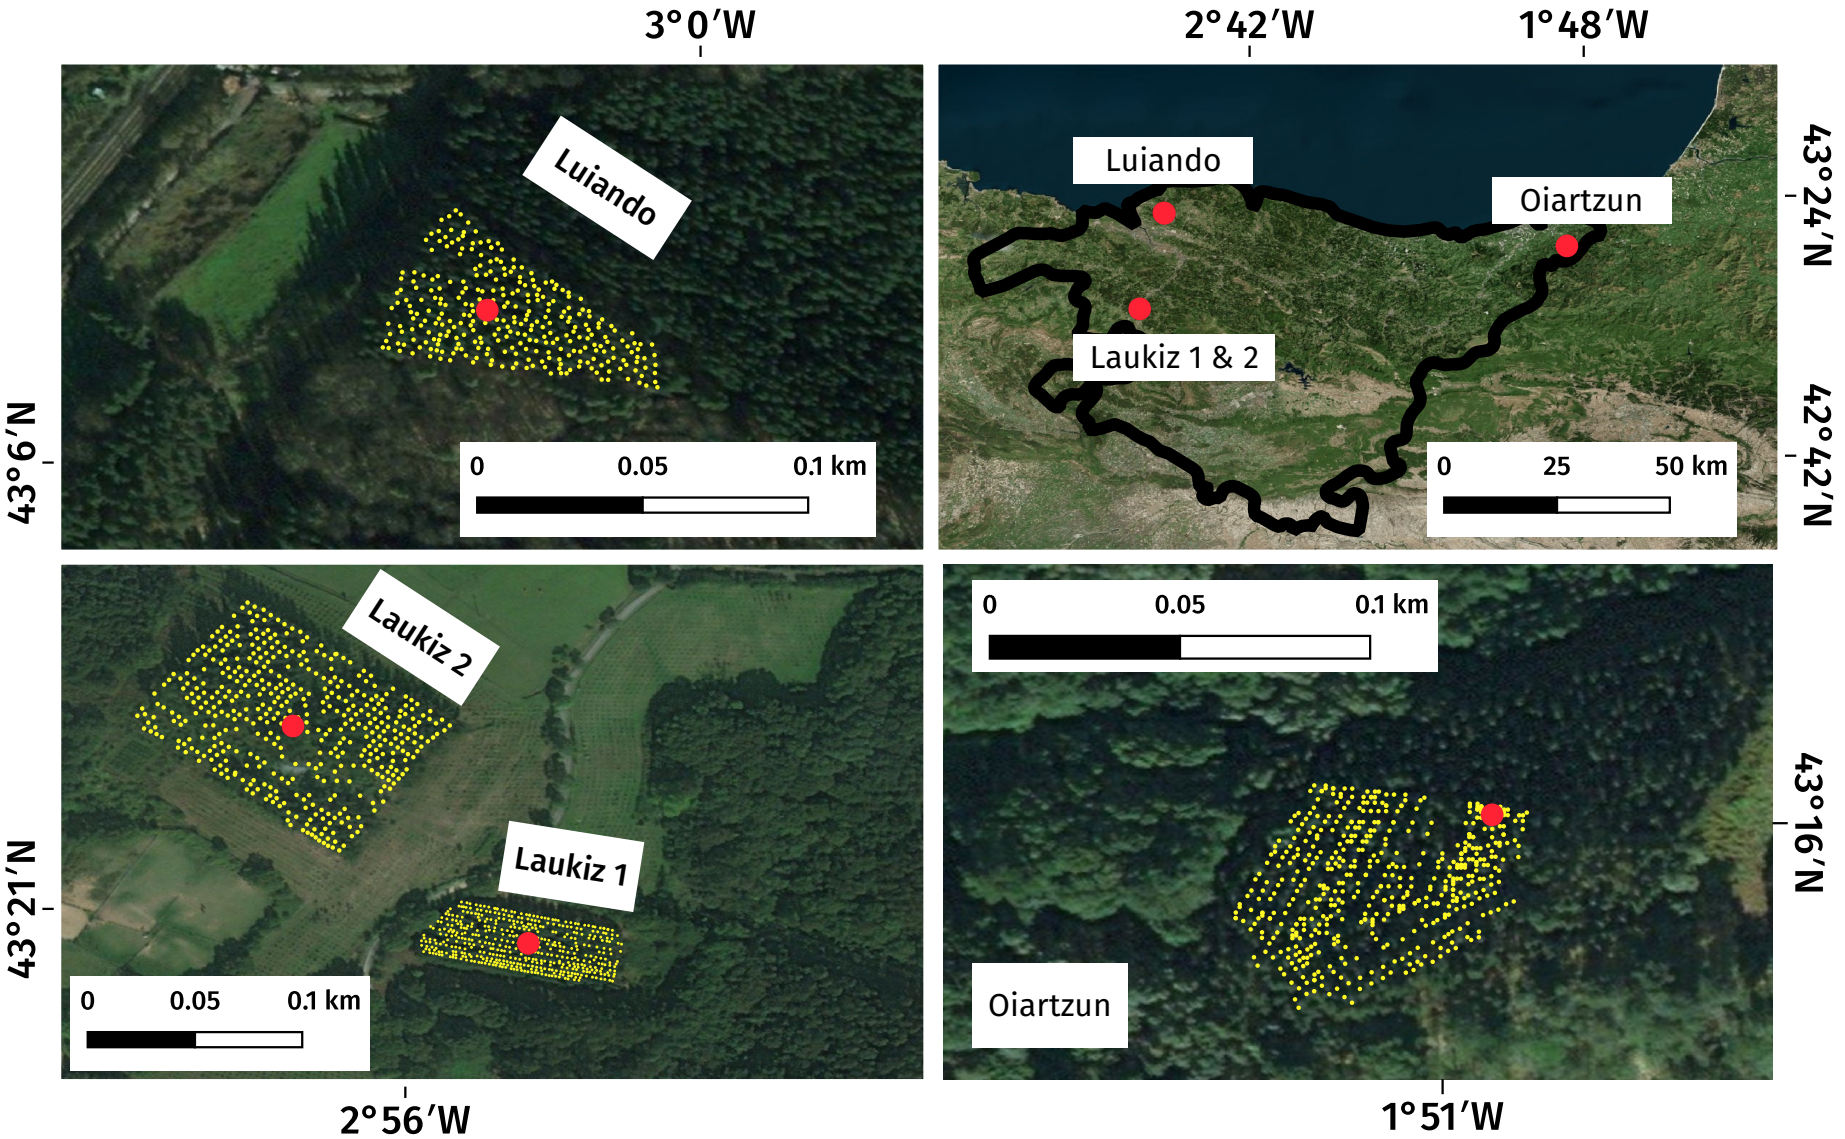 3°0′W
2°42′W
1°48′W
Luiando
Luiando
Oiartzun
Laukiz 1 & 2
43°24′N
42°42′N
43°6′N
0 0.05 0.1 km
0 25 50 km
Laukiz 2
Laukiz 1
43°21′N
0 0.05 0.1 km
2°56′W
0 0.05 0.1 km
Oiartzun
43°16′N
1°51′W